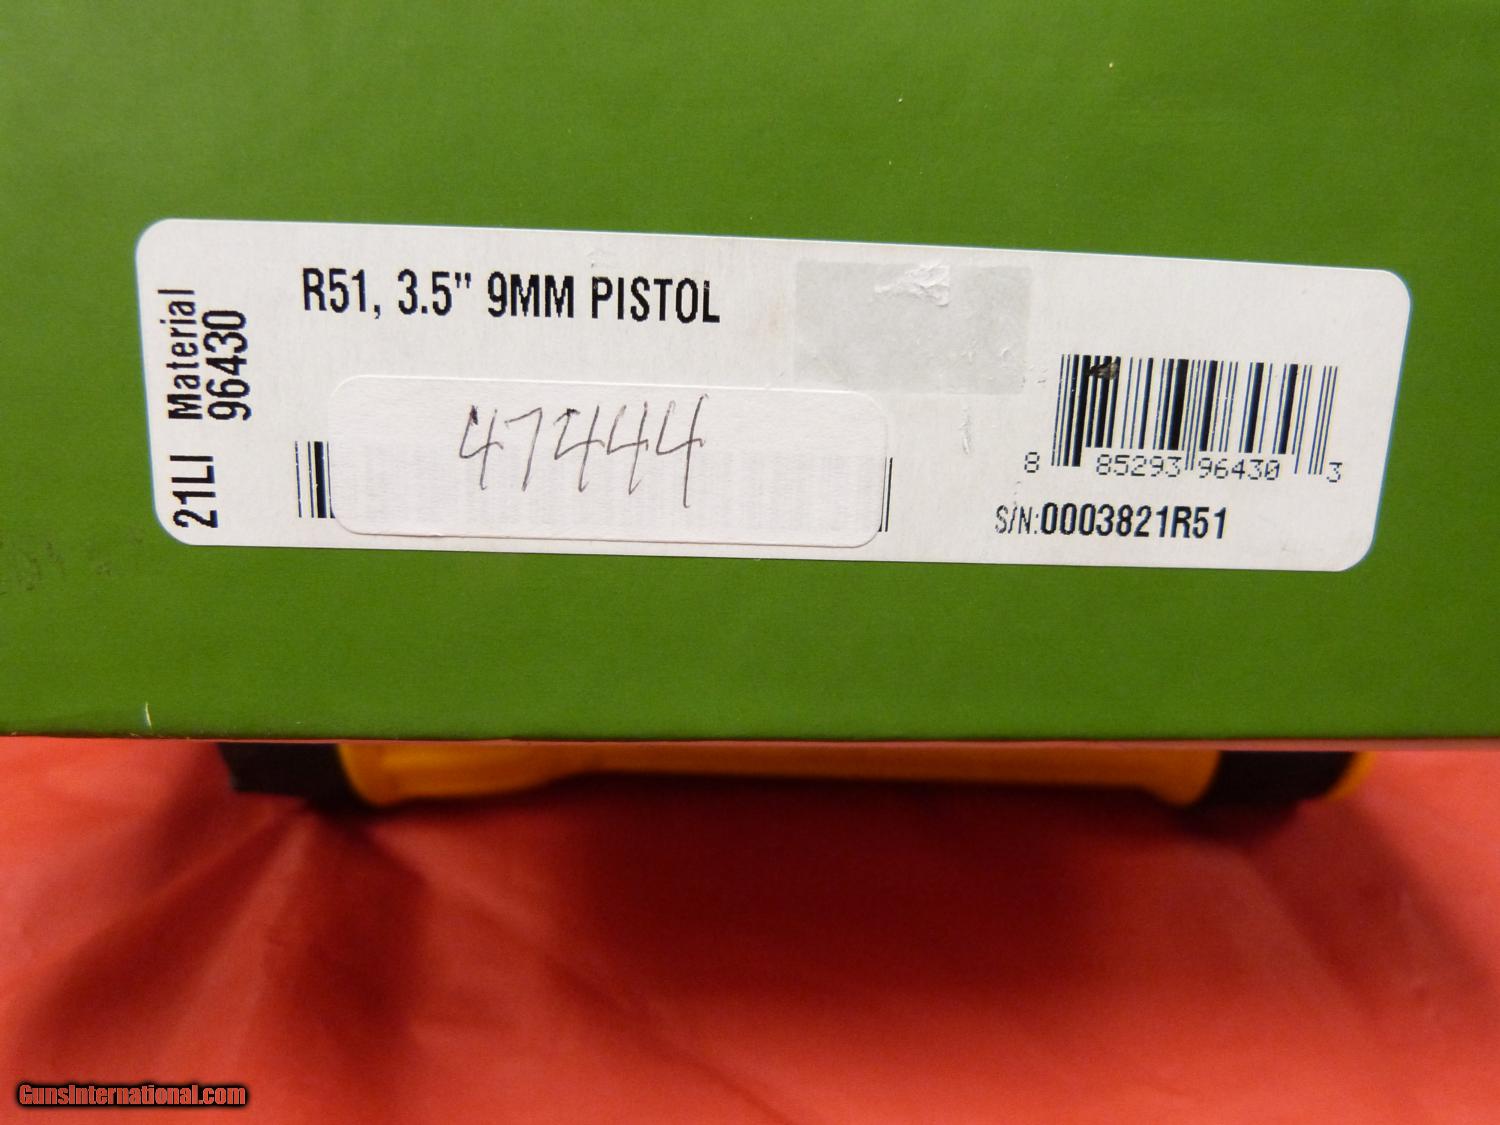 R51, 3.5" 9MM PISTOL
21LI Material
96430
47444
8 85293 96430 3
S/N:0003821R51
GunsInternational.com